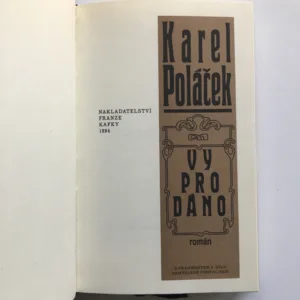 NAKLADATELSTVÍ
FRANZE
KAFKY
1994
Karel
Poláček
VY
PRO
DÁNO
román